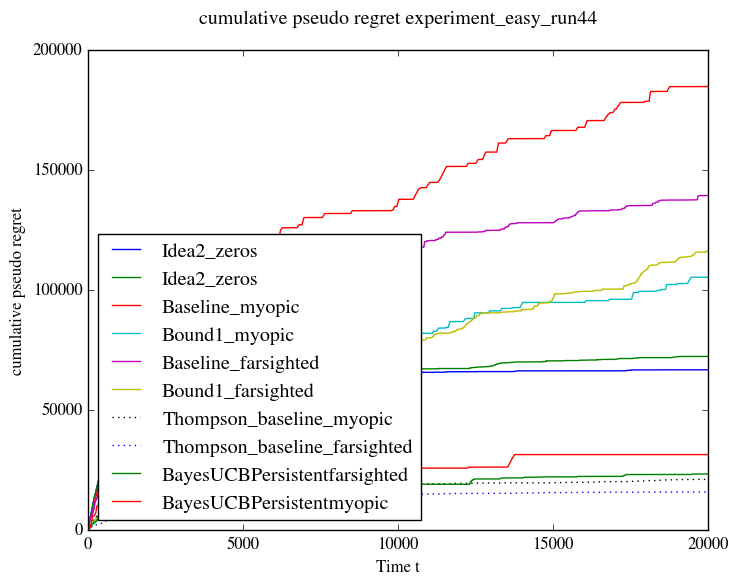 cumulative pseudo regret experiment_easy_run44
200000
150000
100000
50000
0
cumulative pseudo regret
Idea2_zeros
Idea2_zeros
Baseline_myopic
Bound1_myopic
Baseline_farsighted
Bound1_farsighted
Thompson_baseline_myopic
Thompson_baseline_farsighted
BayesUCBPersistentfarsighted
BayesUCBPersistentmyopic
0 5000 10000 15000 20000
Time t